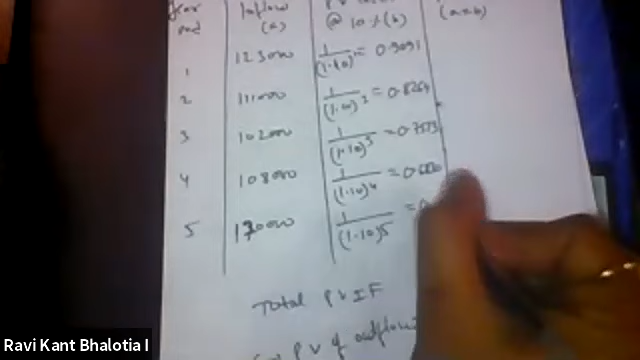 Year Inflow
end (a) @ 10% (b) (a×b)
1 123000 1/(1.10)¹ = 0.9091
2 111000 1/(1.10)² = 0.8264
3 102000 1/(1.10)³ = 0.7513
4 108000 1/(1.10)⁴ =
5 1/(1.10)⁵ =
Total PVIF
PV of outflow
Ravi Kant Bhalotia I